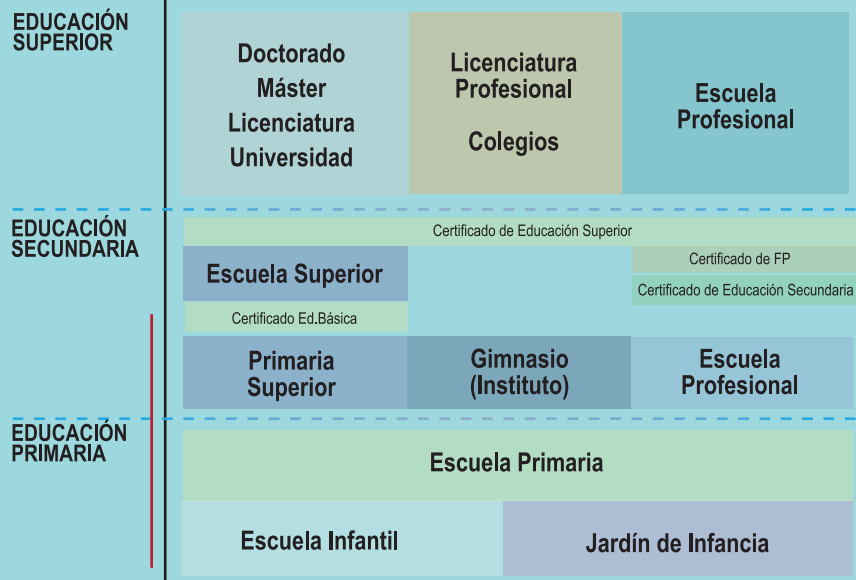 EDUCACIÓN
SUPERIOR
Doctorado
Máster
Licenciatura
Universidad
Licenciatura
Profesional
Colegios
Escuela
Profesional
EDUCACIÓN
SECUNDARIA
Certificado de Educación Superior
Escuela Superior
Certificado de FP
Certificado de Educación Secundaria
Certificado Ed.Básica
Primaria
Superior
Gimnasio
(Instituto)
Escuela
Profesional
EDUCACIÓN
PRIMARIA
Escuela Primaria
Escuela Infantil
Jardín de Infancia